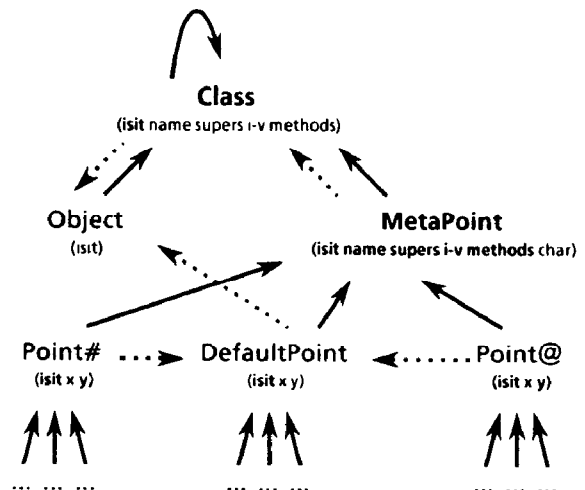 Class
(isit name supers i-v methods)
Object
(isit)
MetaPoint
(isit name supers i-v methods char)
Point#
DefaultPoint
Point@
(isit x y)
(isit x y)
(isit x y)